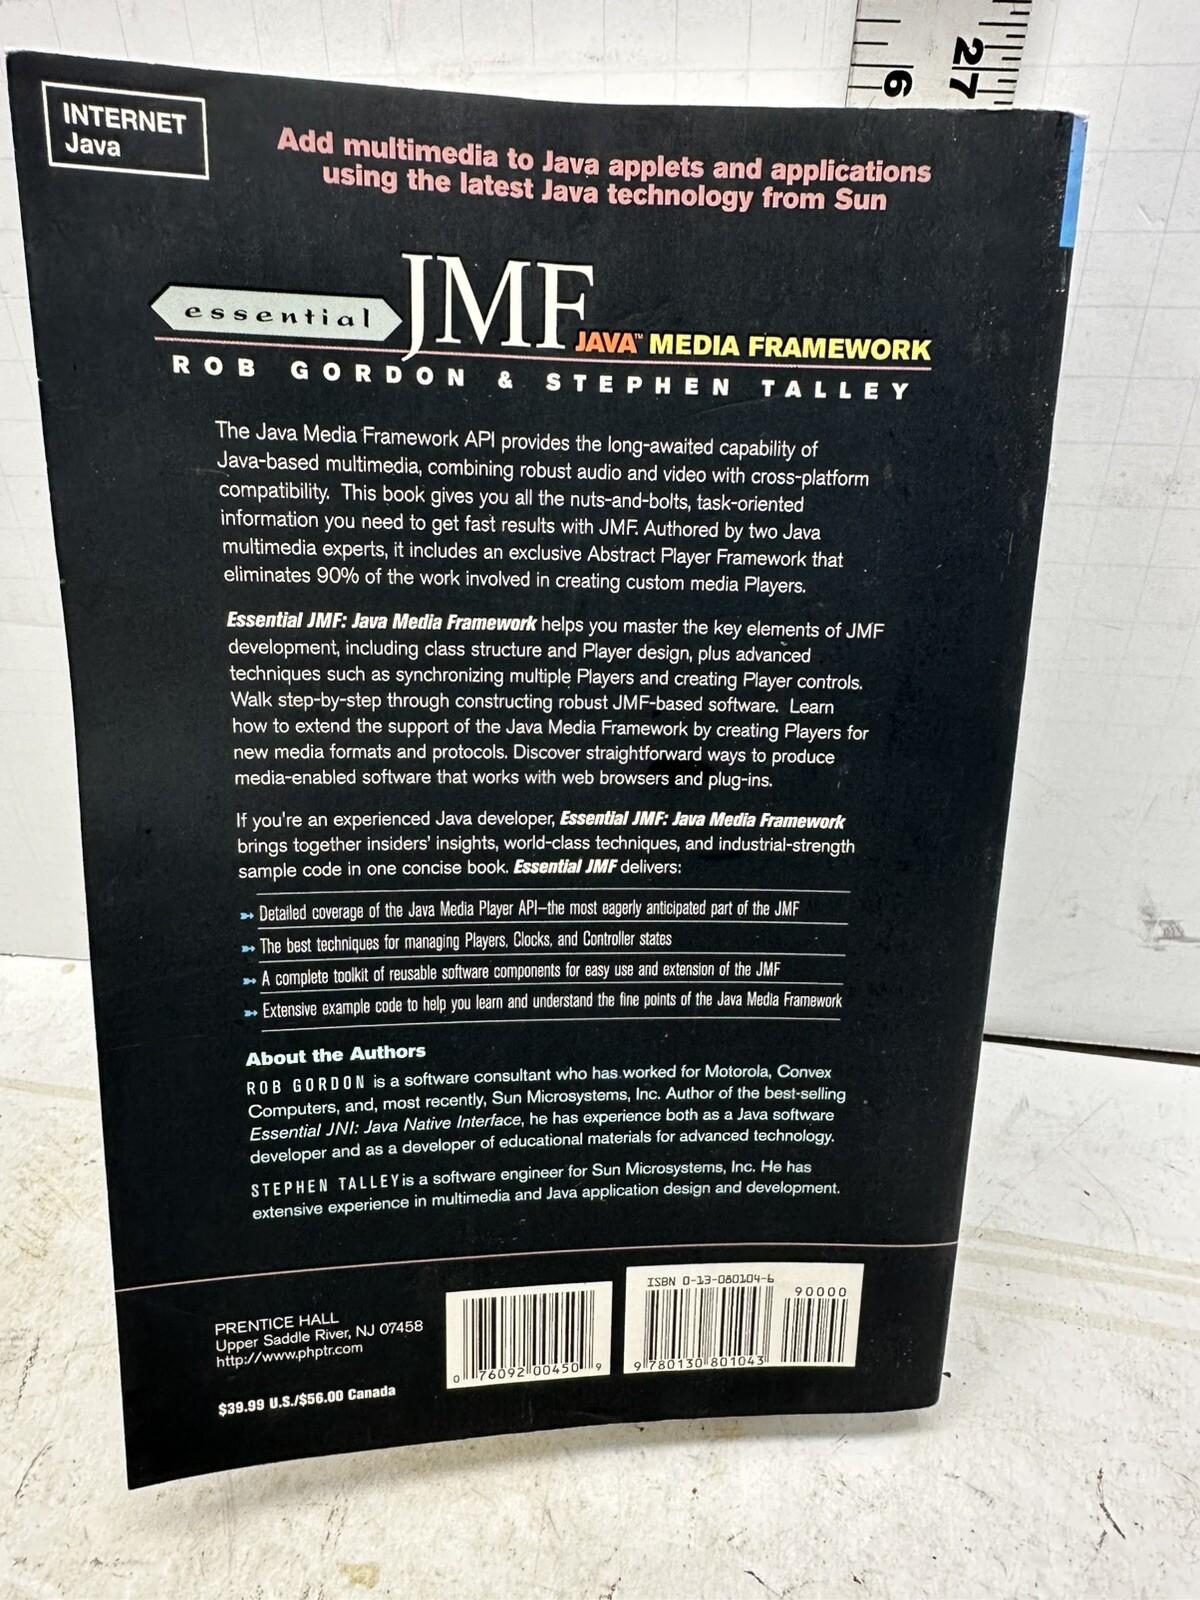 6
27
INTERNET
Java
Add multimedia to Java applets and applications
using the latest Java technology from Sun
essential JMF JAVA™ MEDIA FRAMEWORK
ROB GORDON & STEPHEN TALLEY
The Java Media Framework API provides the long-awaited capability of
Java-based multimedia, combining robust audio and video with cross-platform
compatibility. This book gives you all the nuts-and-bolts, task-oriented
information you need to get fast results with JMF. Authored by two Java
multimedia experts, it includes an exclusive Abstract Player Framework that
eliminates 90% of the work involved in creating custom media Players.
Essential JMF: Java Media Framework helps you master the key elements of JMF
development, including class structure and Player design, plus advanced
techniques such as synchronizing multiple Players and creating Player controls.
Walk step-by-step through constructing robust JMF-based software. Learn
how to extend the support of the Java Media Framework by creating Players for
new media formats and protocols. Discover straightforward ways to produce
media-enabled software that works with web browsers and plug-ins.
If you're an experienced Java developer, Essential JMF: Java Media Framework
brings together insiders' insights, world-class techniques, and industrial-strength
sample code in one concise book. Essential JMF delivers:
➳ Detailed coverage of the Java Media Player API–the most eagerly anticipated part of the JMF
➳ The best techniques for managing Players, Clocks, and Controller states
➳ A complete toolkit of reusable software components for easy use and extension of the JMF
➳ Extensive example code to help you learn and understand the fine points of the Java Media Framework
About the Authors
ROB GORDON is a software consultant who has worked for Motorola, Convex
Computers, and, most recently, Sun Microsystems, Inc. Author of the best-selling
Essential JNI: Java Native Interface, he has experience both as a Java software
developer and as a developer of educational materials for advanced technology.
STEPHEN TALLEY is a software engineer for Sun Microsystems, Inc. He has
extensive experience in multimedia and Java application design and development.
PRENTICE HALL
Upper Saddle River, NJ 07458
http://www.phptr.com
$39.99 U.S./$56.00 Canada
0 76092 00450 9
ISBN 0-13-080104-6
90000
9 780130 801043